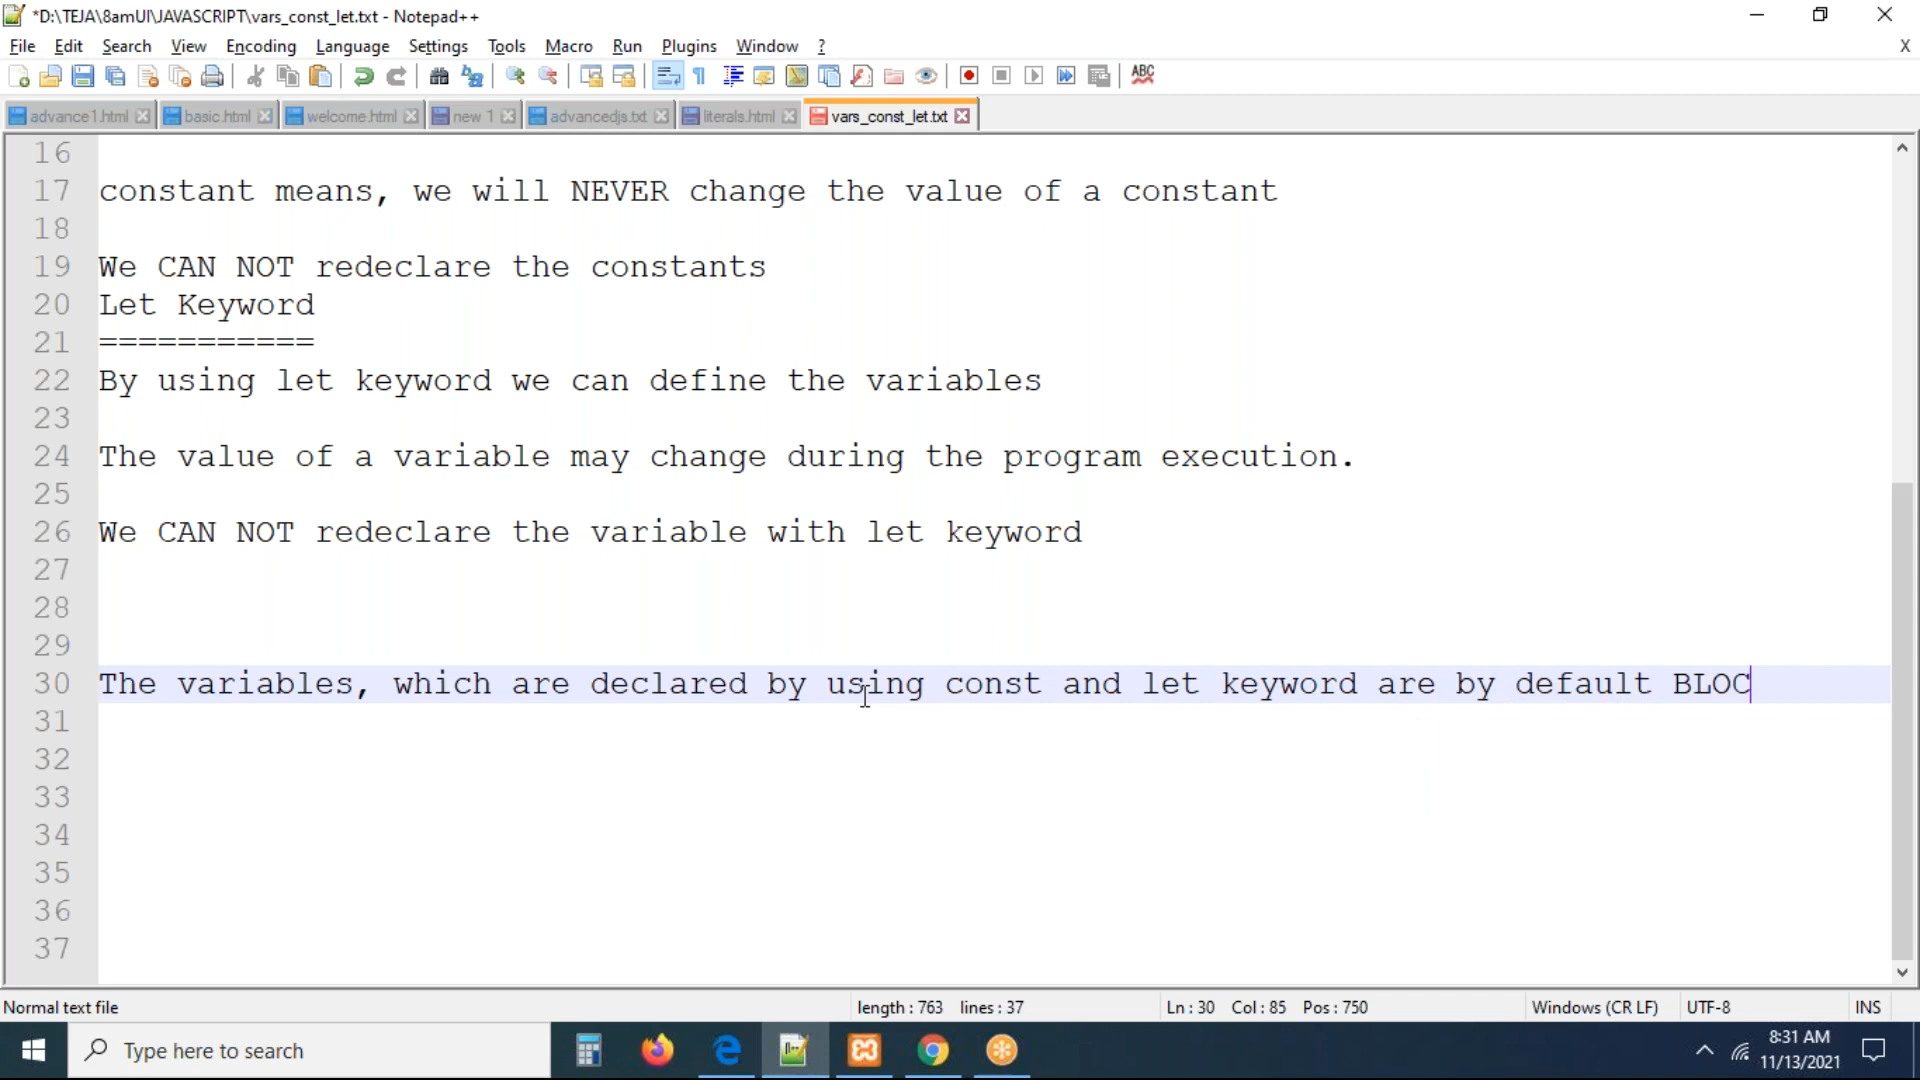 *D:\TEJA\8amUI\JAVASCRIPT\vars_const_let.txt - Notepad++
File Edit Search View Encoding Language Settings Tools Macro Run Plugins Window ? X
ABC
advance1.html basic.html welcome.html new 1 advancedjs.txt literals.html vars_const_let.txt
16
17 constant means, we will NEVER change the value of a constant
18
19 We CAN NOT redeclare the constants
20 Let Keyword
21 ===========
22 By using let keyword we can define the variables
23
24 The value of a variable may change during the program execution.
25
26 We CAN NOT redeclare the variable with let keyword
27
28
29
30 The variables, which are declared by using const and let keyword are by default BLOC
31
32
33
34
35
36
37
Normal text file length : 763 lines : 37 Ln : 30 Col : 85 Pos : 750 Windows (CR LF) UTF-8 INS
Type here to search 8:31 AM
11/13/2021